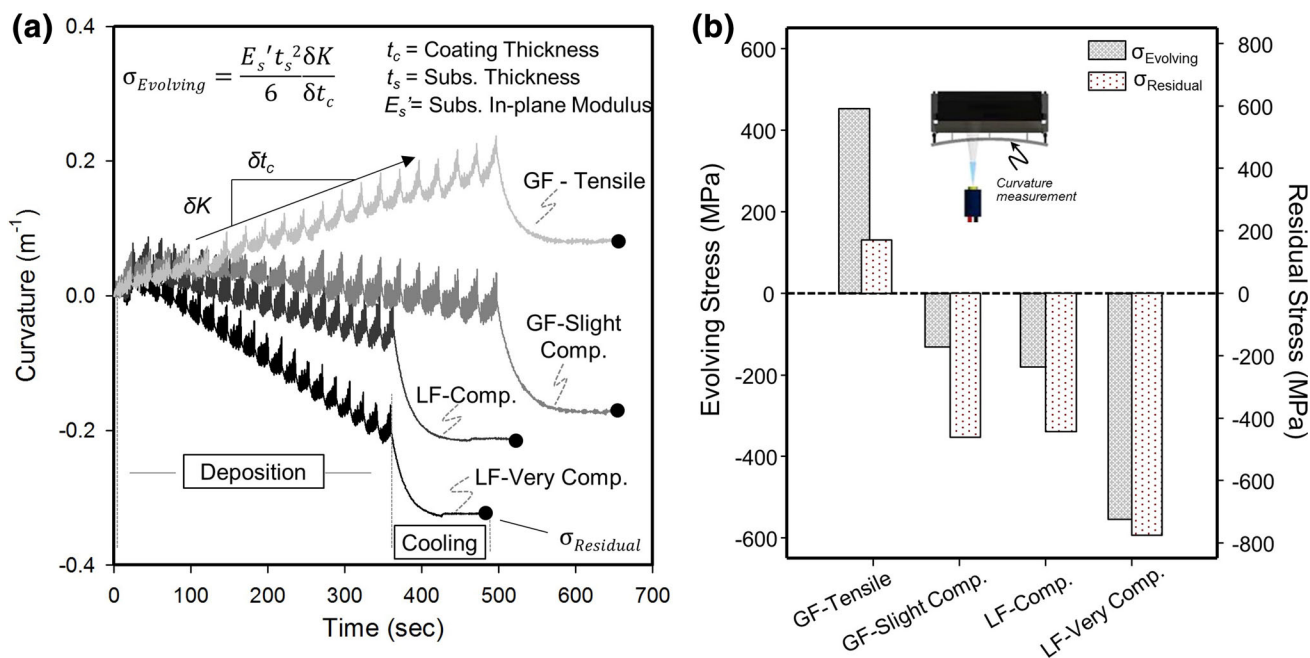 (a)
σEvolving = Es′ts² / 6 δK / δtc
tc = Coating Thickness
ts = Subs. Thickness
Es'= Subs. In-plane Modulus
0.4
0.2
0.0
-0.2
-0.4
Curvature (m⁻¹)
δtc
δK
GF - Tensile
GF-Slight
Comp.
LF-Comp.
LF-Very Comp.
Deposition
Cooling
σResidual
0 100 200 300 400 500 600 700
Time (sec)
(b)
600
400
200
0
-200
-400
-600
Evolving Stress (MPa)
σEvolving
σResidual
Curvature
measurement
800
600
400
200
0
-200
-400
-600
-800
Residual Stress (MPa)
GF-Tensile
GF-Slight Comp.
LF-Comp.
LF-Very Comp.